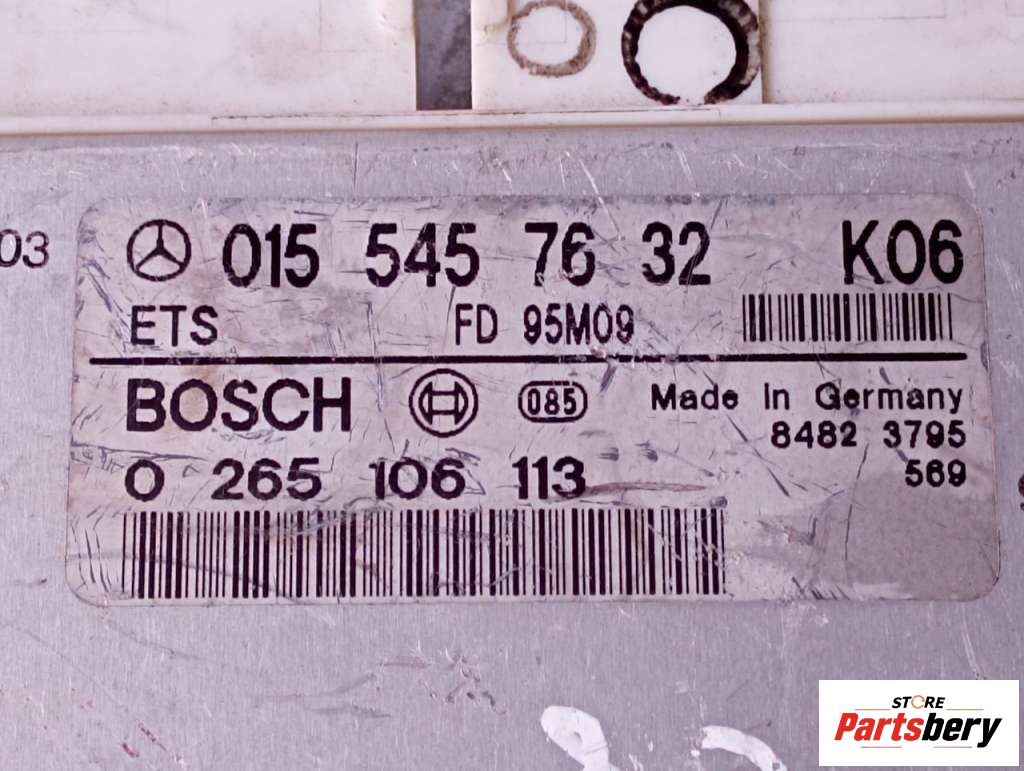 03
015 545 76 32 K06
ETS FD 95M09
BOSCH 085 Made in Germany
8482 3795
0 265 106 113 569
STORE
Partsbery